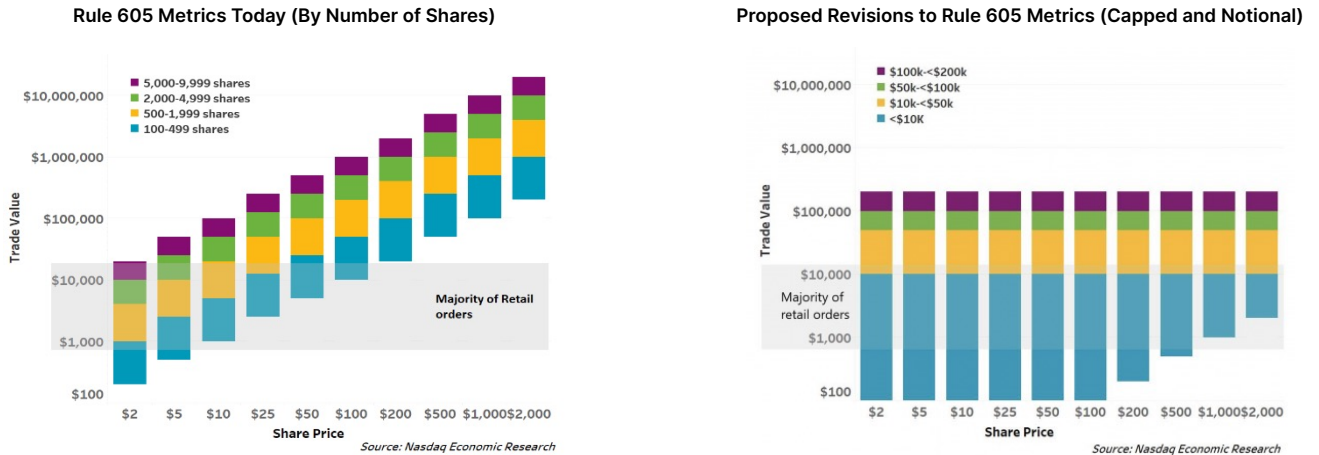 Rule 605 Metrics Today (By Number of Shares)
5,000-9,999 shares
2,000-4,999 shares
500-1,999 shares
100-499 shares
$10,000,000
$1,000,000
$100,000
$10,000
$1,000
$100
Trade Value
Majority of Retail
orders
$2 $5 $10 $25 $50 $100 $200 $500 $1,000 $2,000
Share Price
Source: Nasdaq Economic Research
Proposed Revisions to Rule 605 Metrics (Capped and Notional)
$100k-<$200k
$50k-<$100k
$10k-<$50k
<$10K
$10,000,000
$1,000,000
$100,000
$10,000
$1,000
$100
Trade Value
Majority of
retail orders
$2 $5 $10 $25 $50 $100 $200 $500 $1,000 $2,000
Share Price
Source: Nasdaq Economic Research